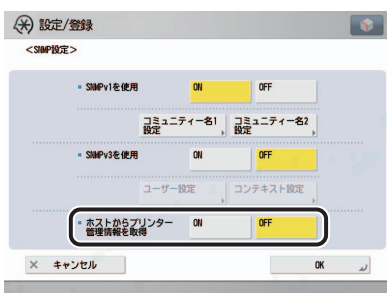 設定/登録
<SNMP設定>
SNMPv1を使用 ON OFF
コミュニティー名1 コミュニティー名2
設定 設定
SNMPv3を使用 ON OFF
ユーザー設定 コンテキスト設定
ホストからプリンター ON OFF
管理情報を取得
× キャンセル OK